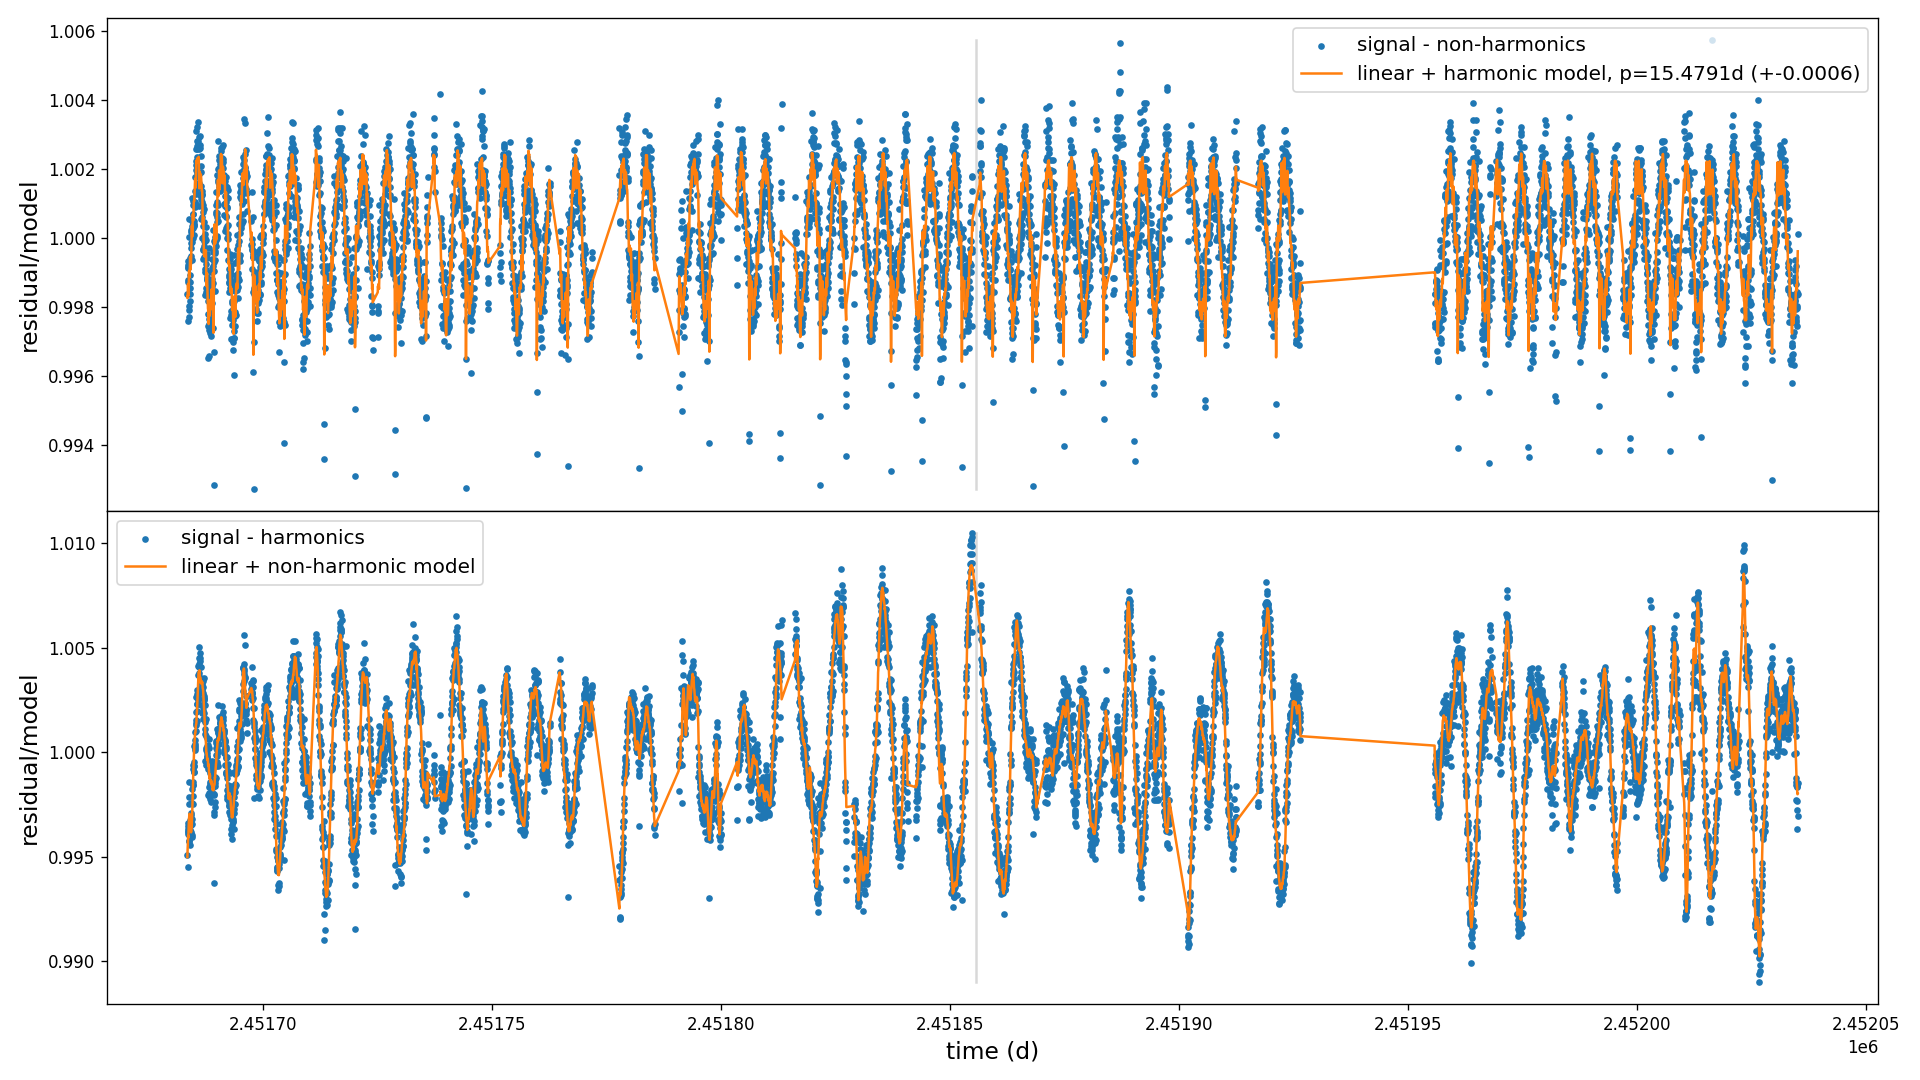 1.006
1.004
1.002
1.000
0.998
0.996
0.994
residual/model
signal - non-harmonics
linear + harmonic model, p=15.4791d (+-0.0006)
signal - harmonics
linear + non-harmonic model
1.010
1.005
1.000
0.995
0.990
residual/model
2.45170
2.45175
2.45180
2.45185
2.45190
2.45195
2.45200
2.45205
1e6
time (d)